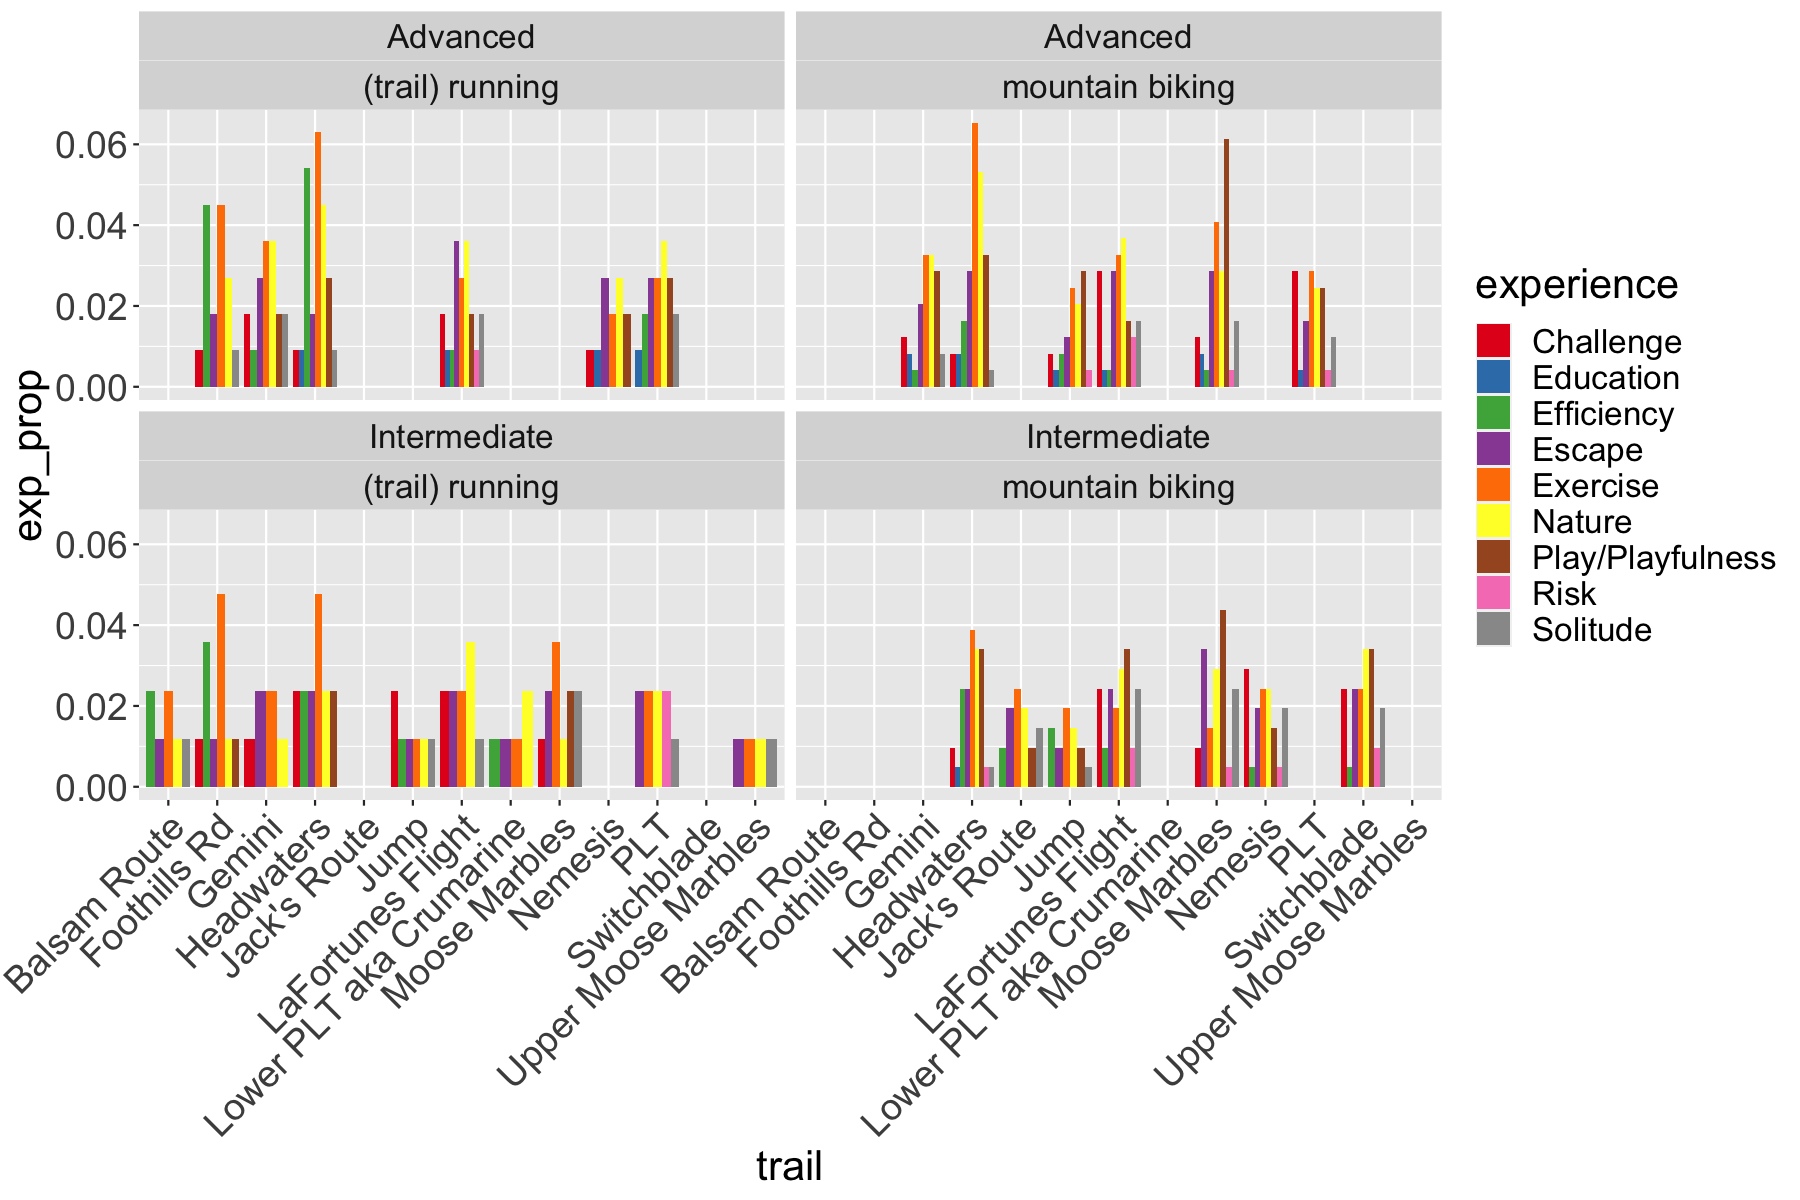 Advanced
(trail) running
Advanced
mountain biking
0.06
0.04
0.02
0.00
Intermediate
(trail) running
Intermediate
mountain biking
0.06
0.04
0.02
0.00
exp_prop
Balsam Route
Foothills Rd
Gemini
Headwaters
Jack's Route
Jump
LaFortunes Flight
Lower PLT aka Crumarine
Moose Marbles
Nemesis
PLT
Switchblade
Upper Moose Marbles
Balsam Route
Foothills Rd
Gemini
Headwaters
Jack's Route
Jump
LaFortunes Flight
Lower PLT aka Crumarine
Moose Marbles
Nemesis
PLT
Switchblade
Upper Moose Marbles
trail
experience
Challenge
Education
Efficiency
Escape
Exercise
Nature
Play/Playfulness
Risk
Solitude